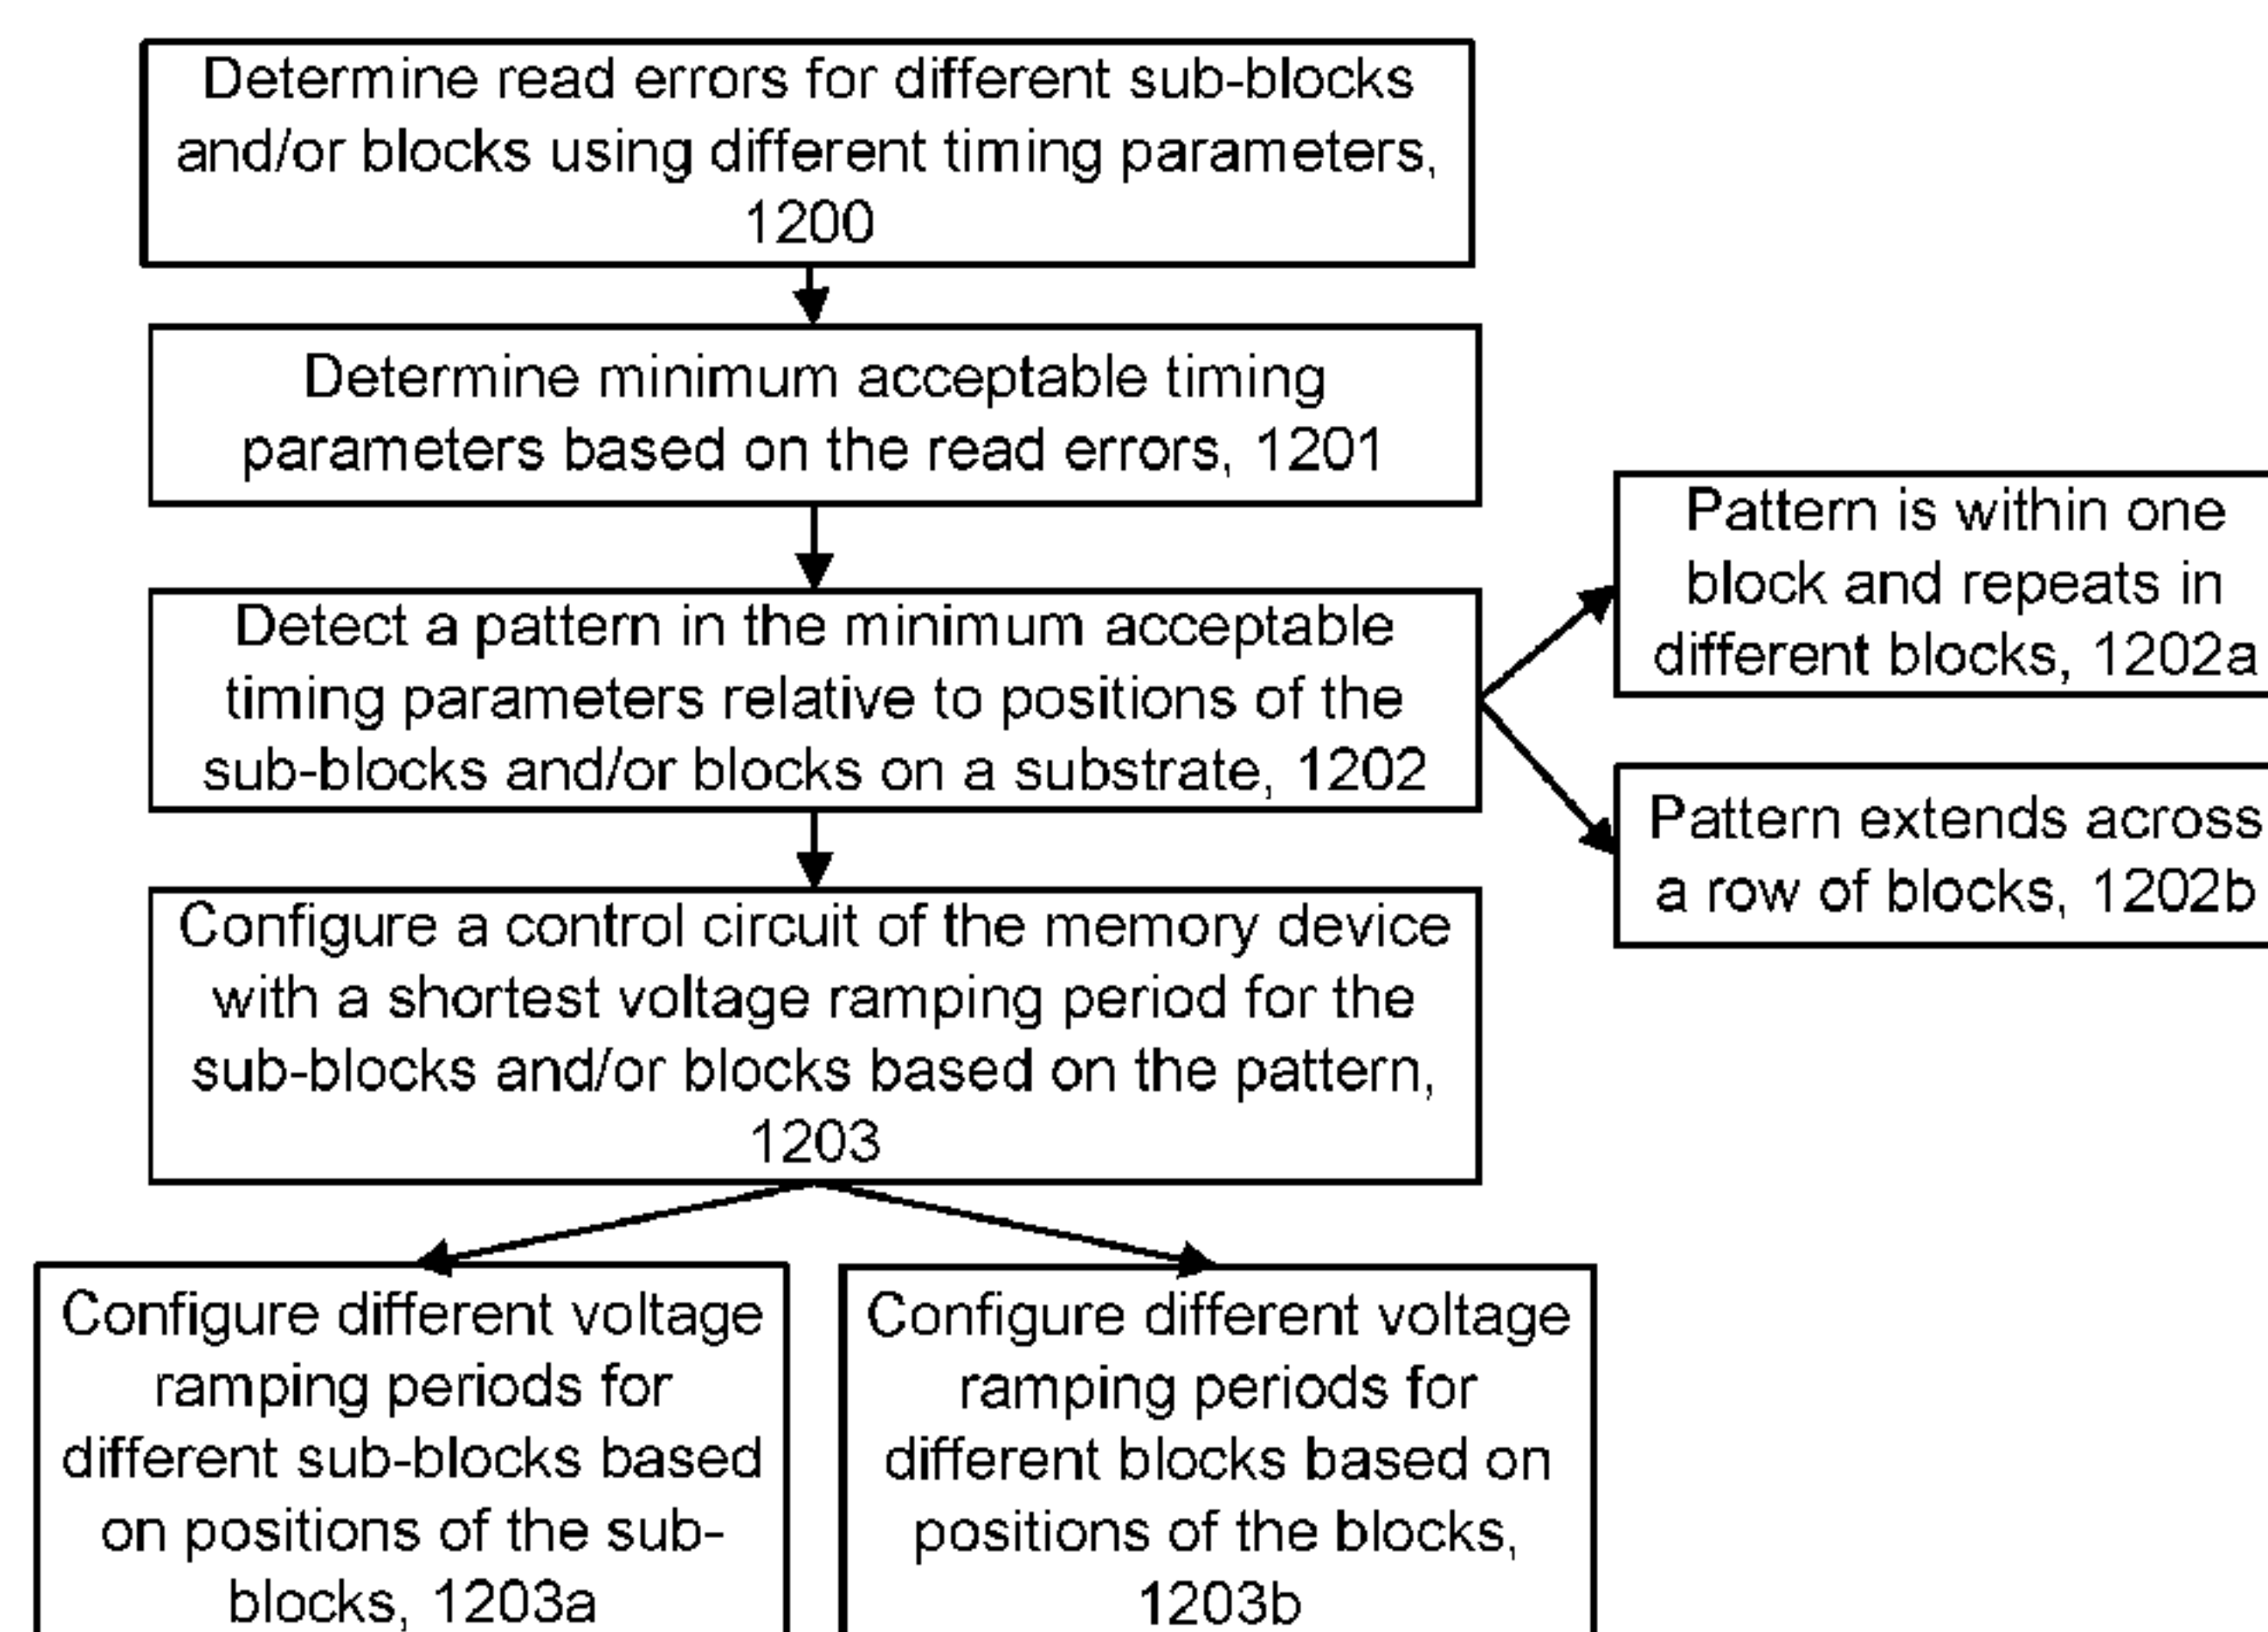 Determine read errors for different sub-blocks
and/or blocks using different timing parameters,
1200
Determine minimum acceptable timing
parameters based on the read errors, 1201
Detect a pattern in the minimum acceptable
timing parameters relative to positions of the
sub-blocks and/or blocks on a substrate, 1202
Pattern is within one
block and repeats in
different blocks, 1202a
Pattern extends across
a row of blocks, 1202b
Configure a control circuit of the memory device
with a shortest voltage ramping period for the
sub-blocks and/or blocks based on the pattern,
1203
Configure different voltage
ramping periods for
different sub-blocks based
on positions of the sub-
blocks, 1203a
Configure different voltage
ramping periods for
different blocks based on
positions of the blocks,
1203b